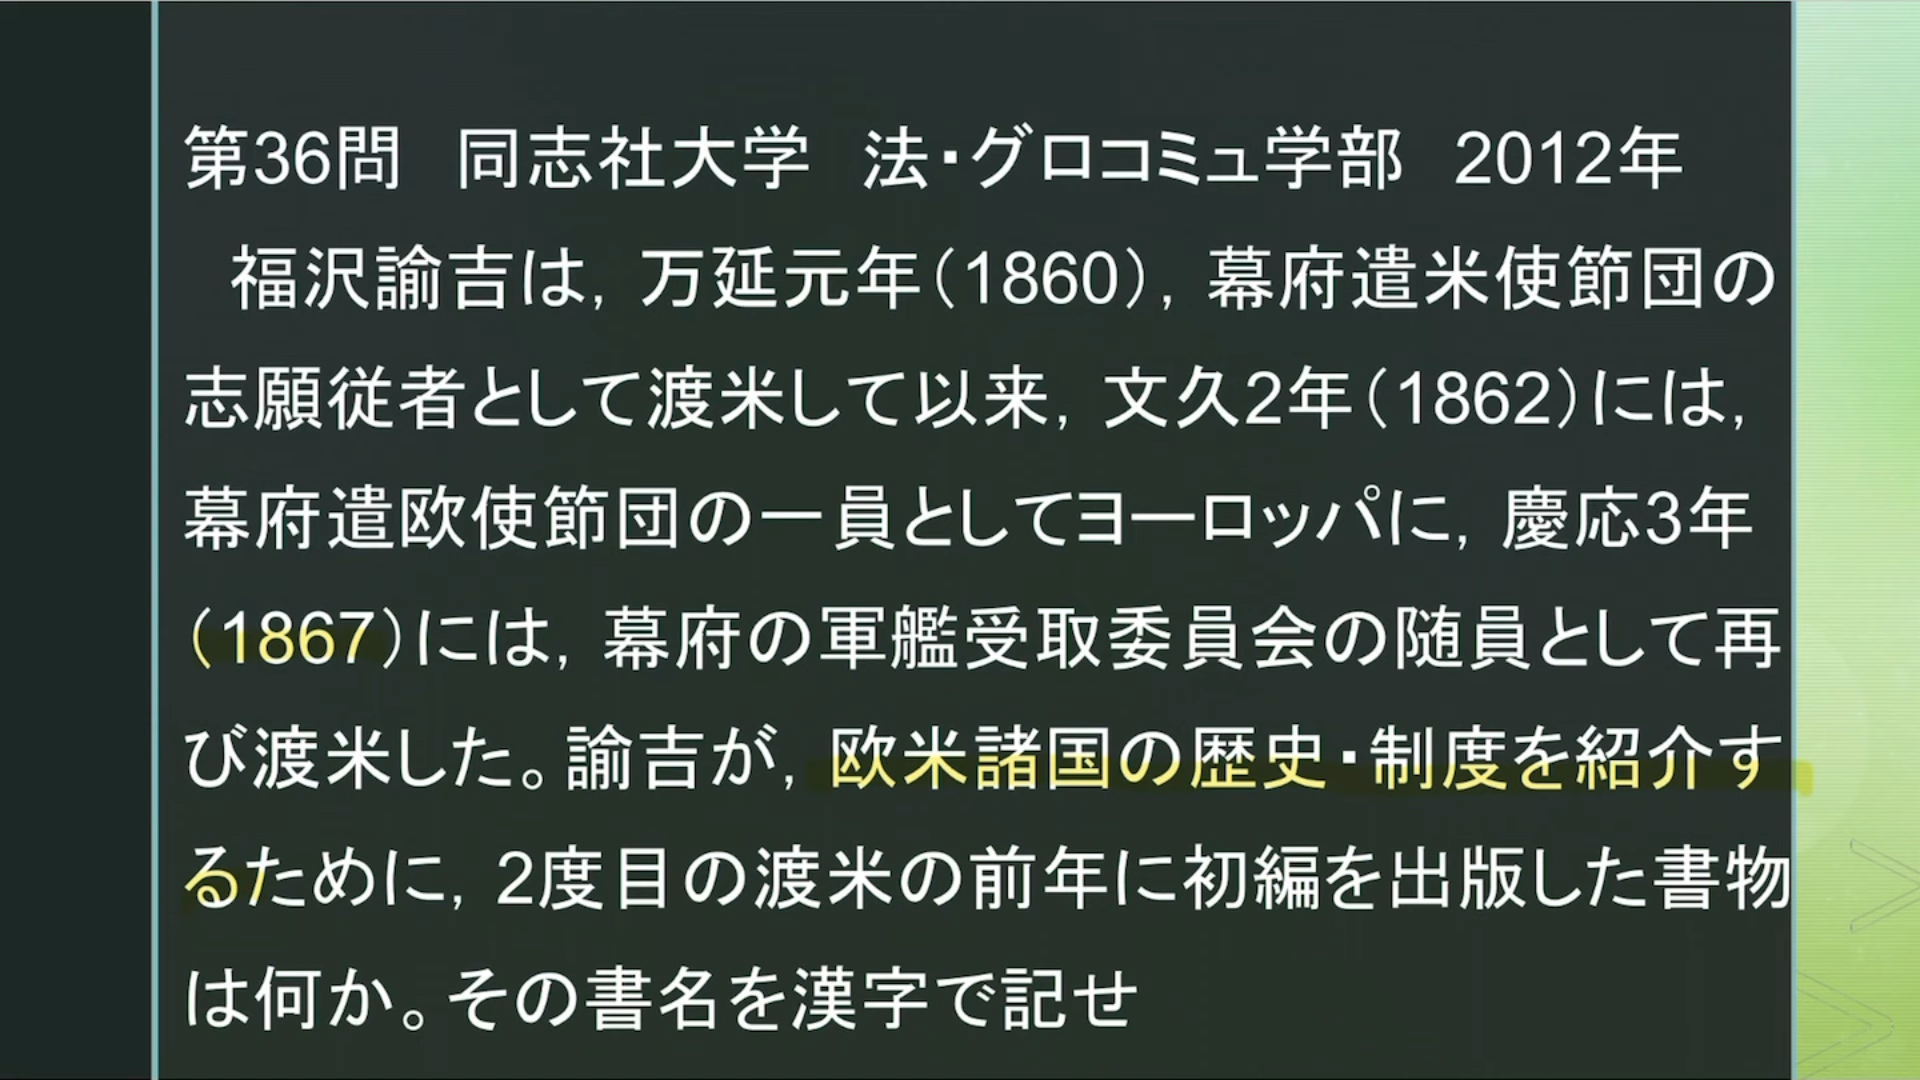 第36問　同志社大学　法・グロコミュ学部　2012年
福沢諭吉は，万延元年（1860），幕府遣米使節団の
志願従者として渡米して以来，文久2年（1862）には，
幕府遣欧使節団の一員としてヨーロッパに，慶応3年
（1867）には，幕府の軍艦受取委員会の随員として再
び渡米した。諭吉が，欧米諸国の歴史・制度を紹介す
るために，2度目の渡米の前年に初編を出版した書物
は何か。その書名を漢字で記せ